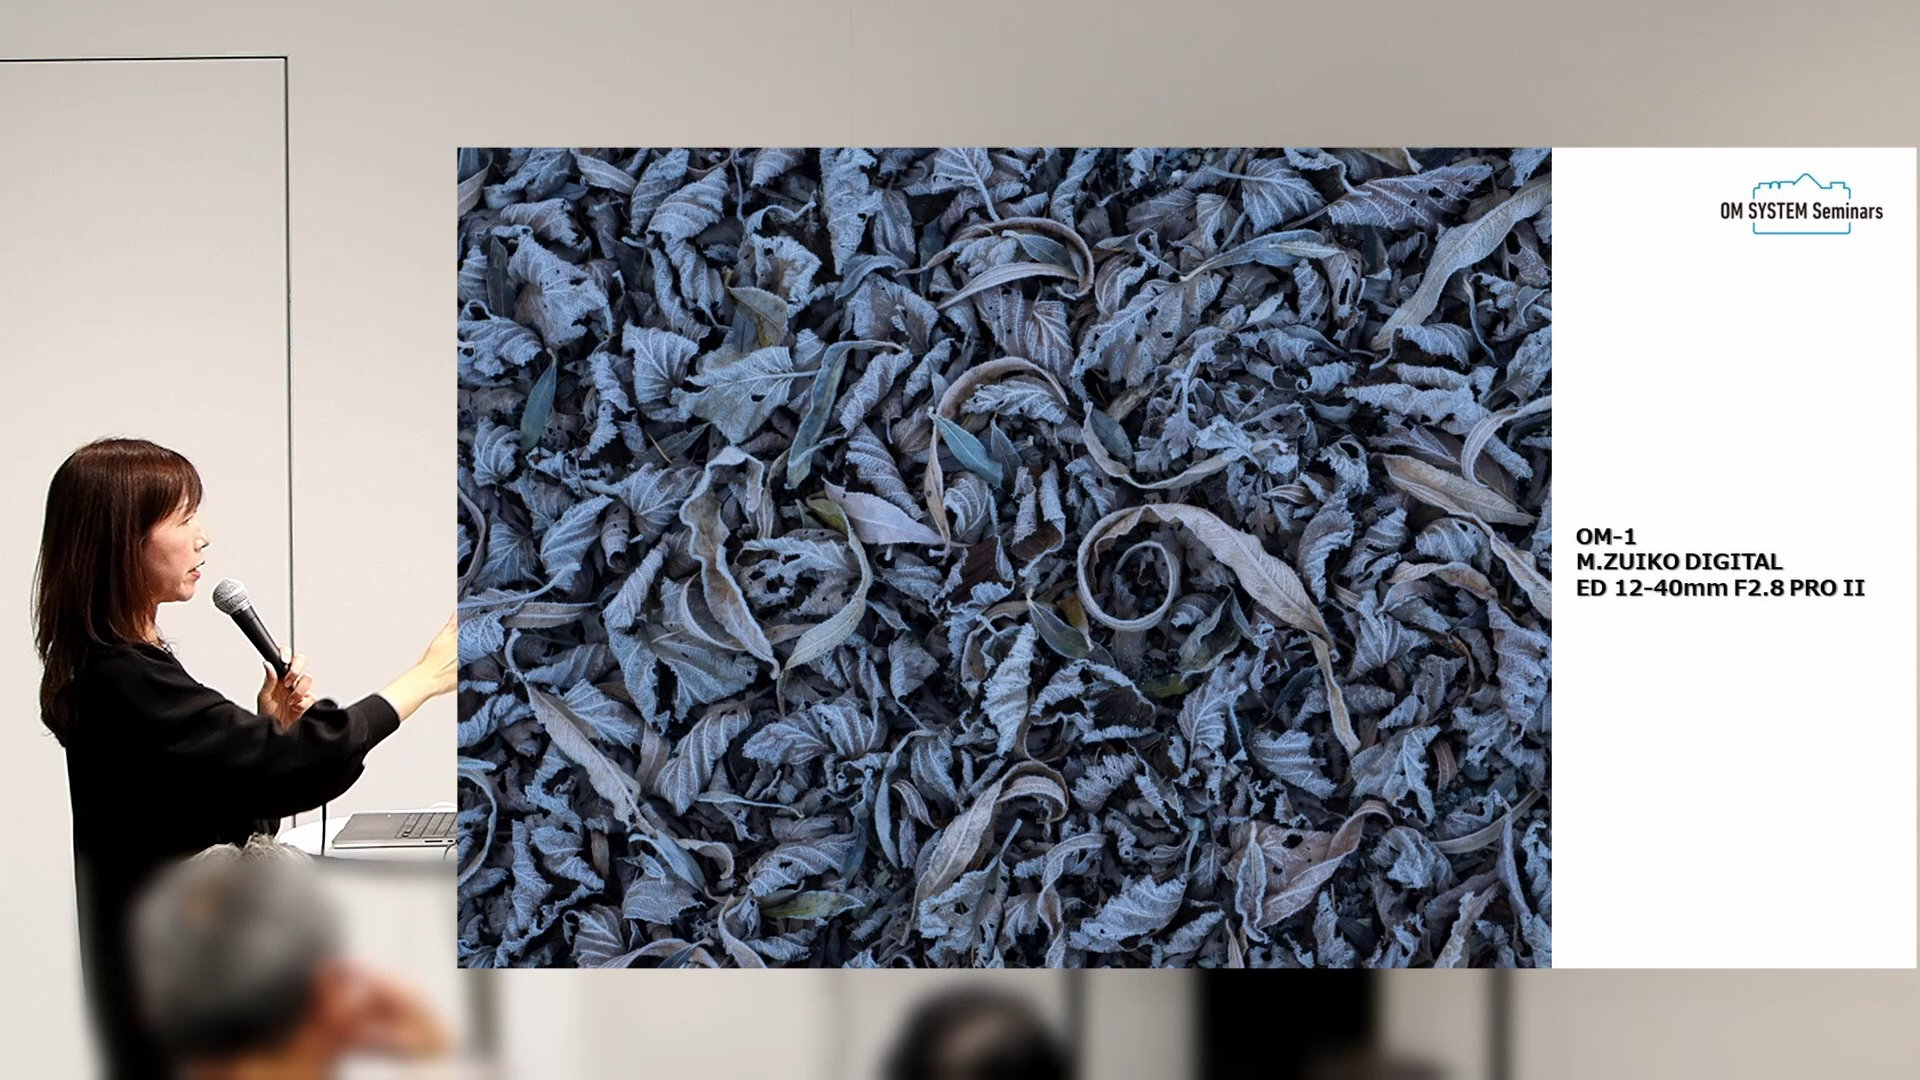 OM SYSTEM Seminars
OM-1
M.ZUIKO DIGITAL
ED 12-40mm F2.8 PRO II